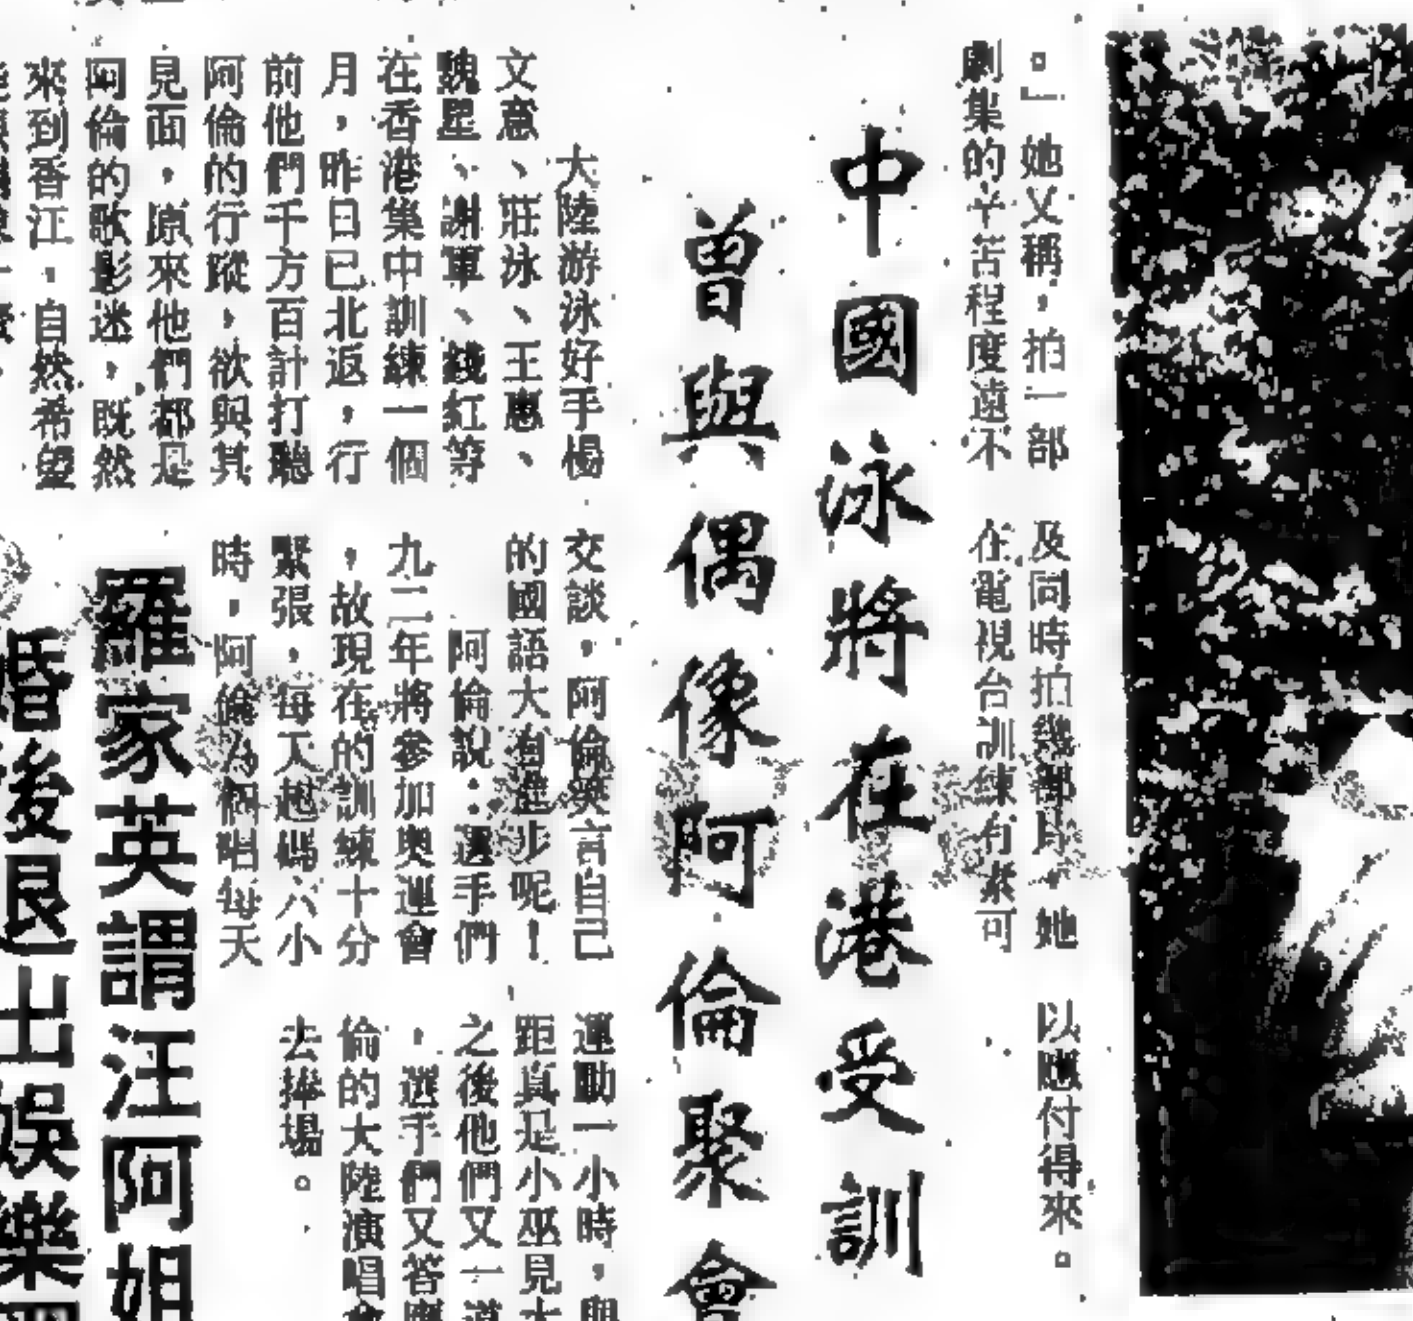 。』她又稱，拍一部
劇集的辛苦程度遠不
及同時拍幾部片，她
在電視台訓練有素可
以應付得來。
中國泳將在港受訓
曾與偶像阿倫聚會
大陸游泳好手楊
文意、莊泳、王惠、
魏星、謝軍、錢紅等
在香港集中訓練一個
月，昨日已北返，行
前他們千方百計打聽
阿倫的行蹤，欲與其
見面，原來他們都是
阿倫的歌影迷，既然
來到香江，自然希望
交談，阿倫笑言自己
的國語大有進步呢！
阿倫說：選手們
九二年將參加奧運會
，故現在的訓練十分
緊張，每天起碼六小
時，阿倫為個唱每天
運動一小時，與
距真是小巫見大
之後他們又一道
，選手們又答應
倫的大陸演唱會
去捧場。
羅家英謂汪阿姐
婚後退出娛樂圈